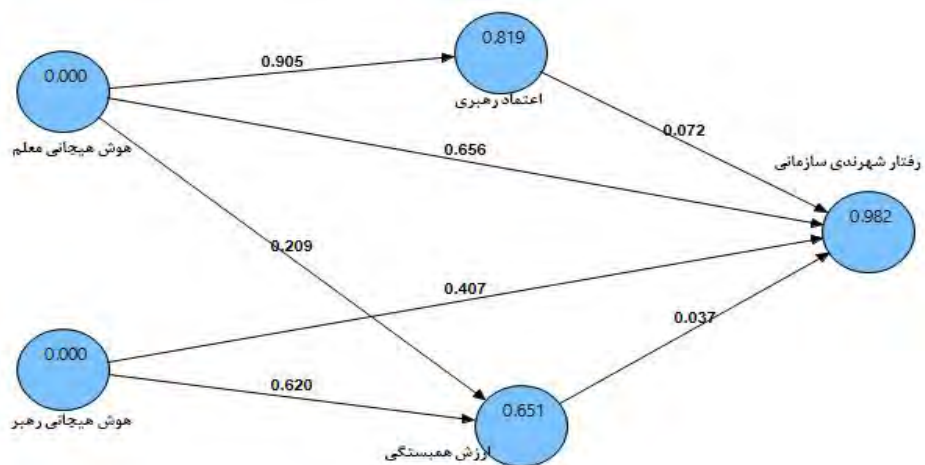 0.819
اعتماد رهبری
0.000
هوش هیجانی معلم
0.905
0.072
0.656
رفتار شهرندی سازمانی
0.982
0.209
0.407
0.037
0.000
هوش هیجانی رهبر
0.620
0.651
ارزش همبستگی